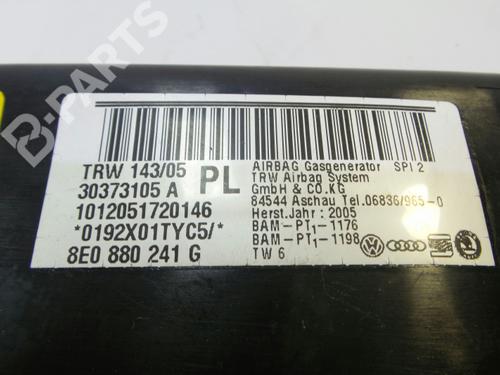 B-PARTS
TRW 143/05
30373105 A
PL
1012051720146
*0192X01TYC5/*
8E0 880 241 G
AIRBAG Gasgenerator SPI 2
TRW Airbag System
GmbH & CO.KG
84544 Aschau Tel.06836/965-0
Herst.Jahr : 2005
BAM-PT1-1176
BAM-PT1-1198
TW 6